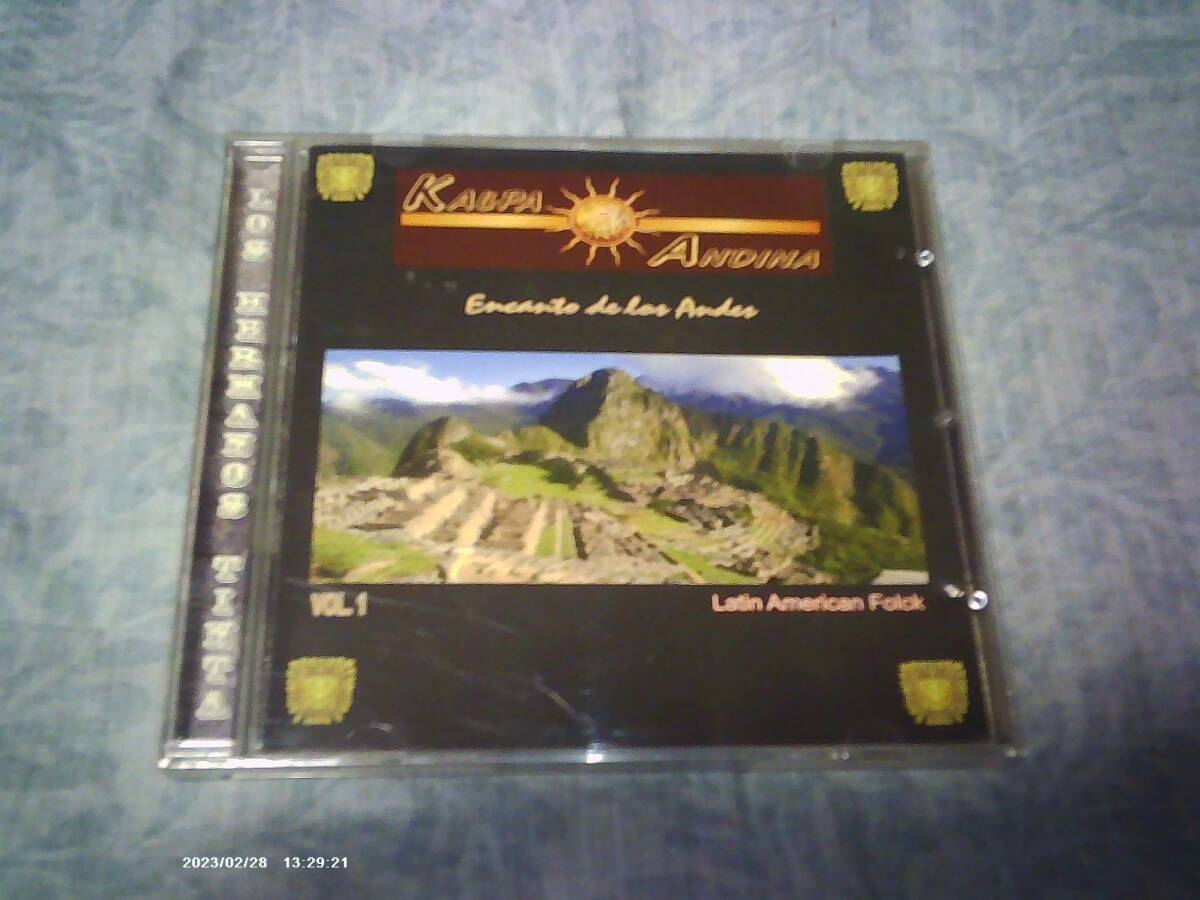 LOS HERMANOS TINTA
KALPA
ANDINA
Encanto de los Andes
VOL 1
Latin American Folck
2023/02/28 13:29:21